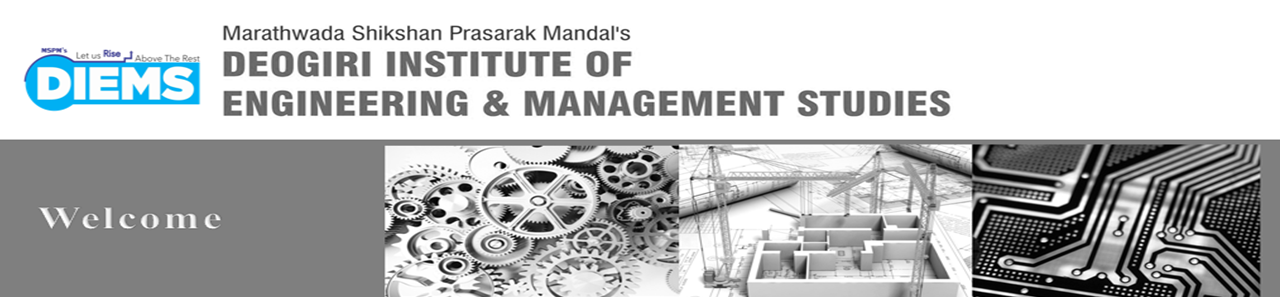 Marathwada Shikshan Prasarak Mandal's
MSPM's
Let us Rise Above The Rest
DIEMS
DEOGIRI INSTITUTE OF
ENGINEERING & MANAGEMENT STUDIES
Welcome